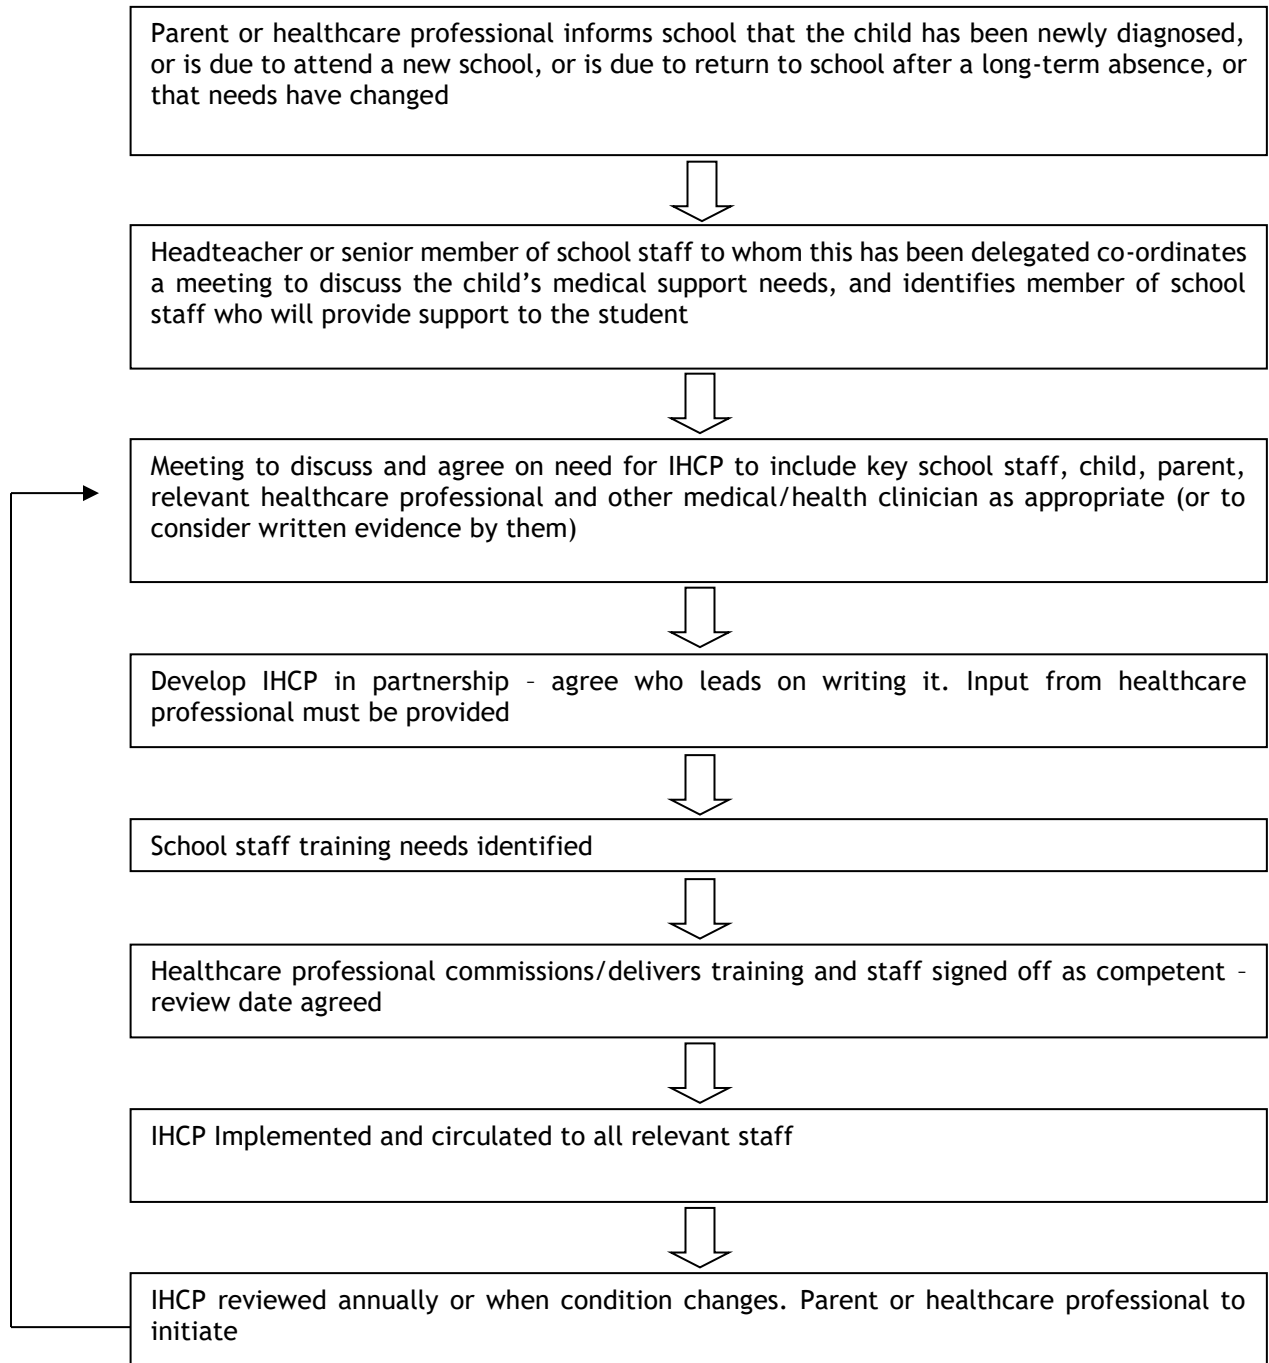 Parent or healthcare professional informs school that the child has been newly diagnosed,
or is due to attend a new school, or is due to return to school after a long-term absence, or
that needs have changed
Headteacher or senior member of school staff to whom this has been delegated co-ordinates
a meeting to discuss the child’s medical support needs, and identifies member of school
staff who will provide support to the student
Meeting to discuss and agree on need for IHCP to include key school staff, child, parent,
relevant healthcare professional and other medical/health clinician as appropriate (or to
consider written evidence by them)
Develop IHCP in partnership – agree who leads on writing it. Input from healthcare
professional must be provided
School staff training needs identified
Healthcare professional commissions/delivers training and staff signed off as competent –
review date agreed
IHCP Implemented and circulated to all relevant staff
IHCP reviewed annually or when condition changes. Parent or healthcare professional to
initiate